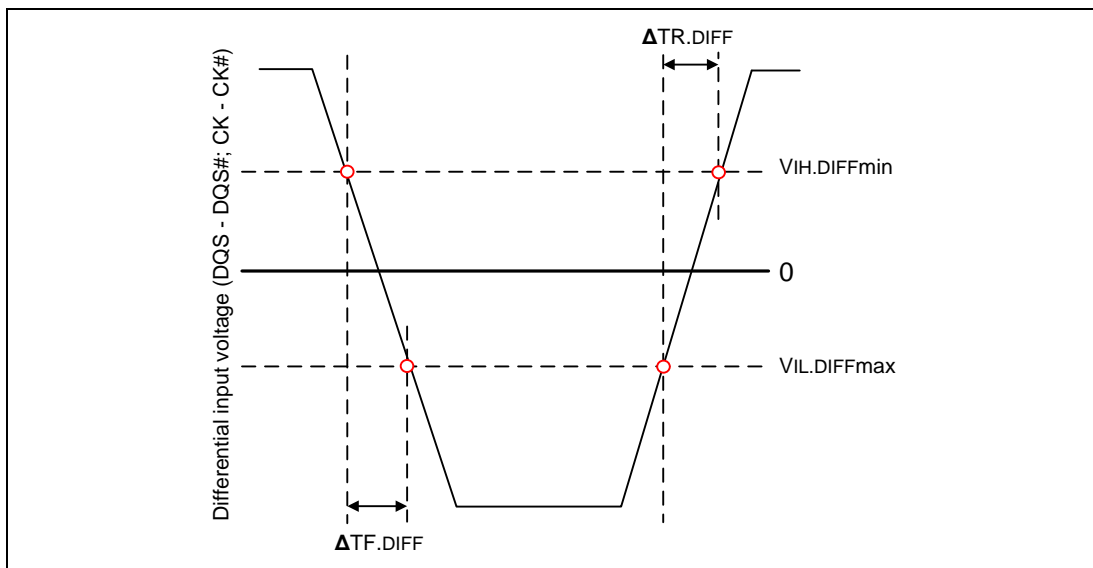 ΔTR.DIFF
Differential input voltage (DQS - DQS#; CK - CK#)
VIH.DIFFmin
0
VIL.DIFFmax
ΔTF.DIFF